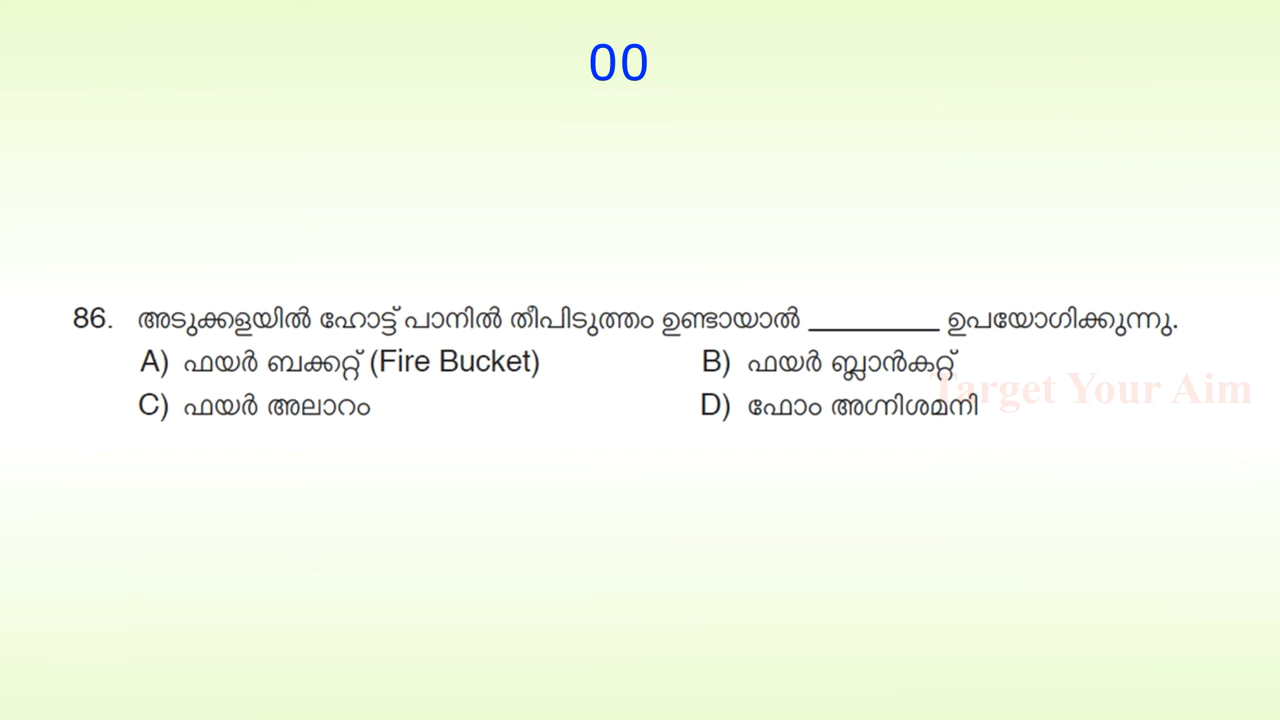 00
86. അടുക്കളയിൽ ഹോട്ട് പാനിൽ തീപിടുത്തം ഉണ്ടായാൽ __________ ഉപയോഗിക്കുന്നു.
A) ഫയർ ബക്കറ്റ് (Fire Bucket) B) ഫയർ ബ്ലാൻകറ്റ്
Target Your Aim
C) ഫയർ അലാറം D) ഫോം അഗ്നിശമനി